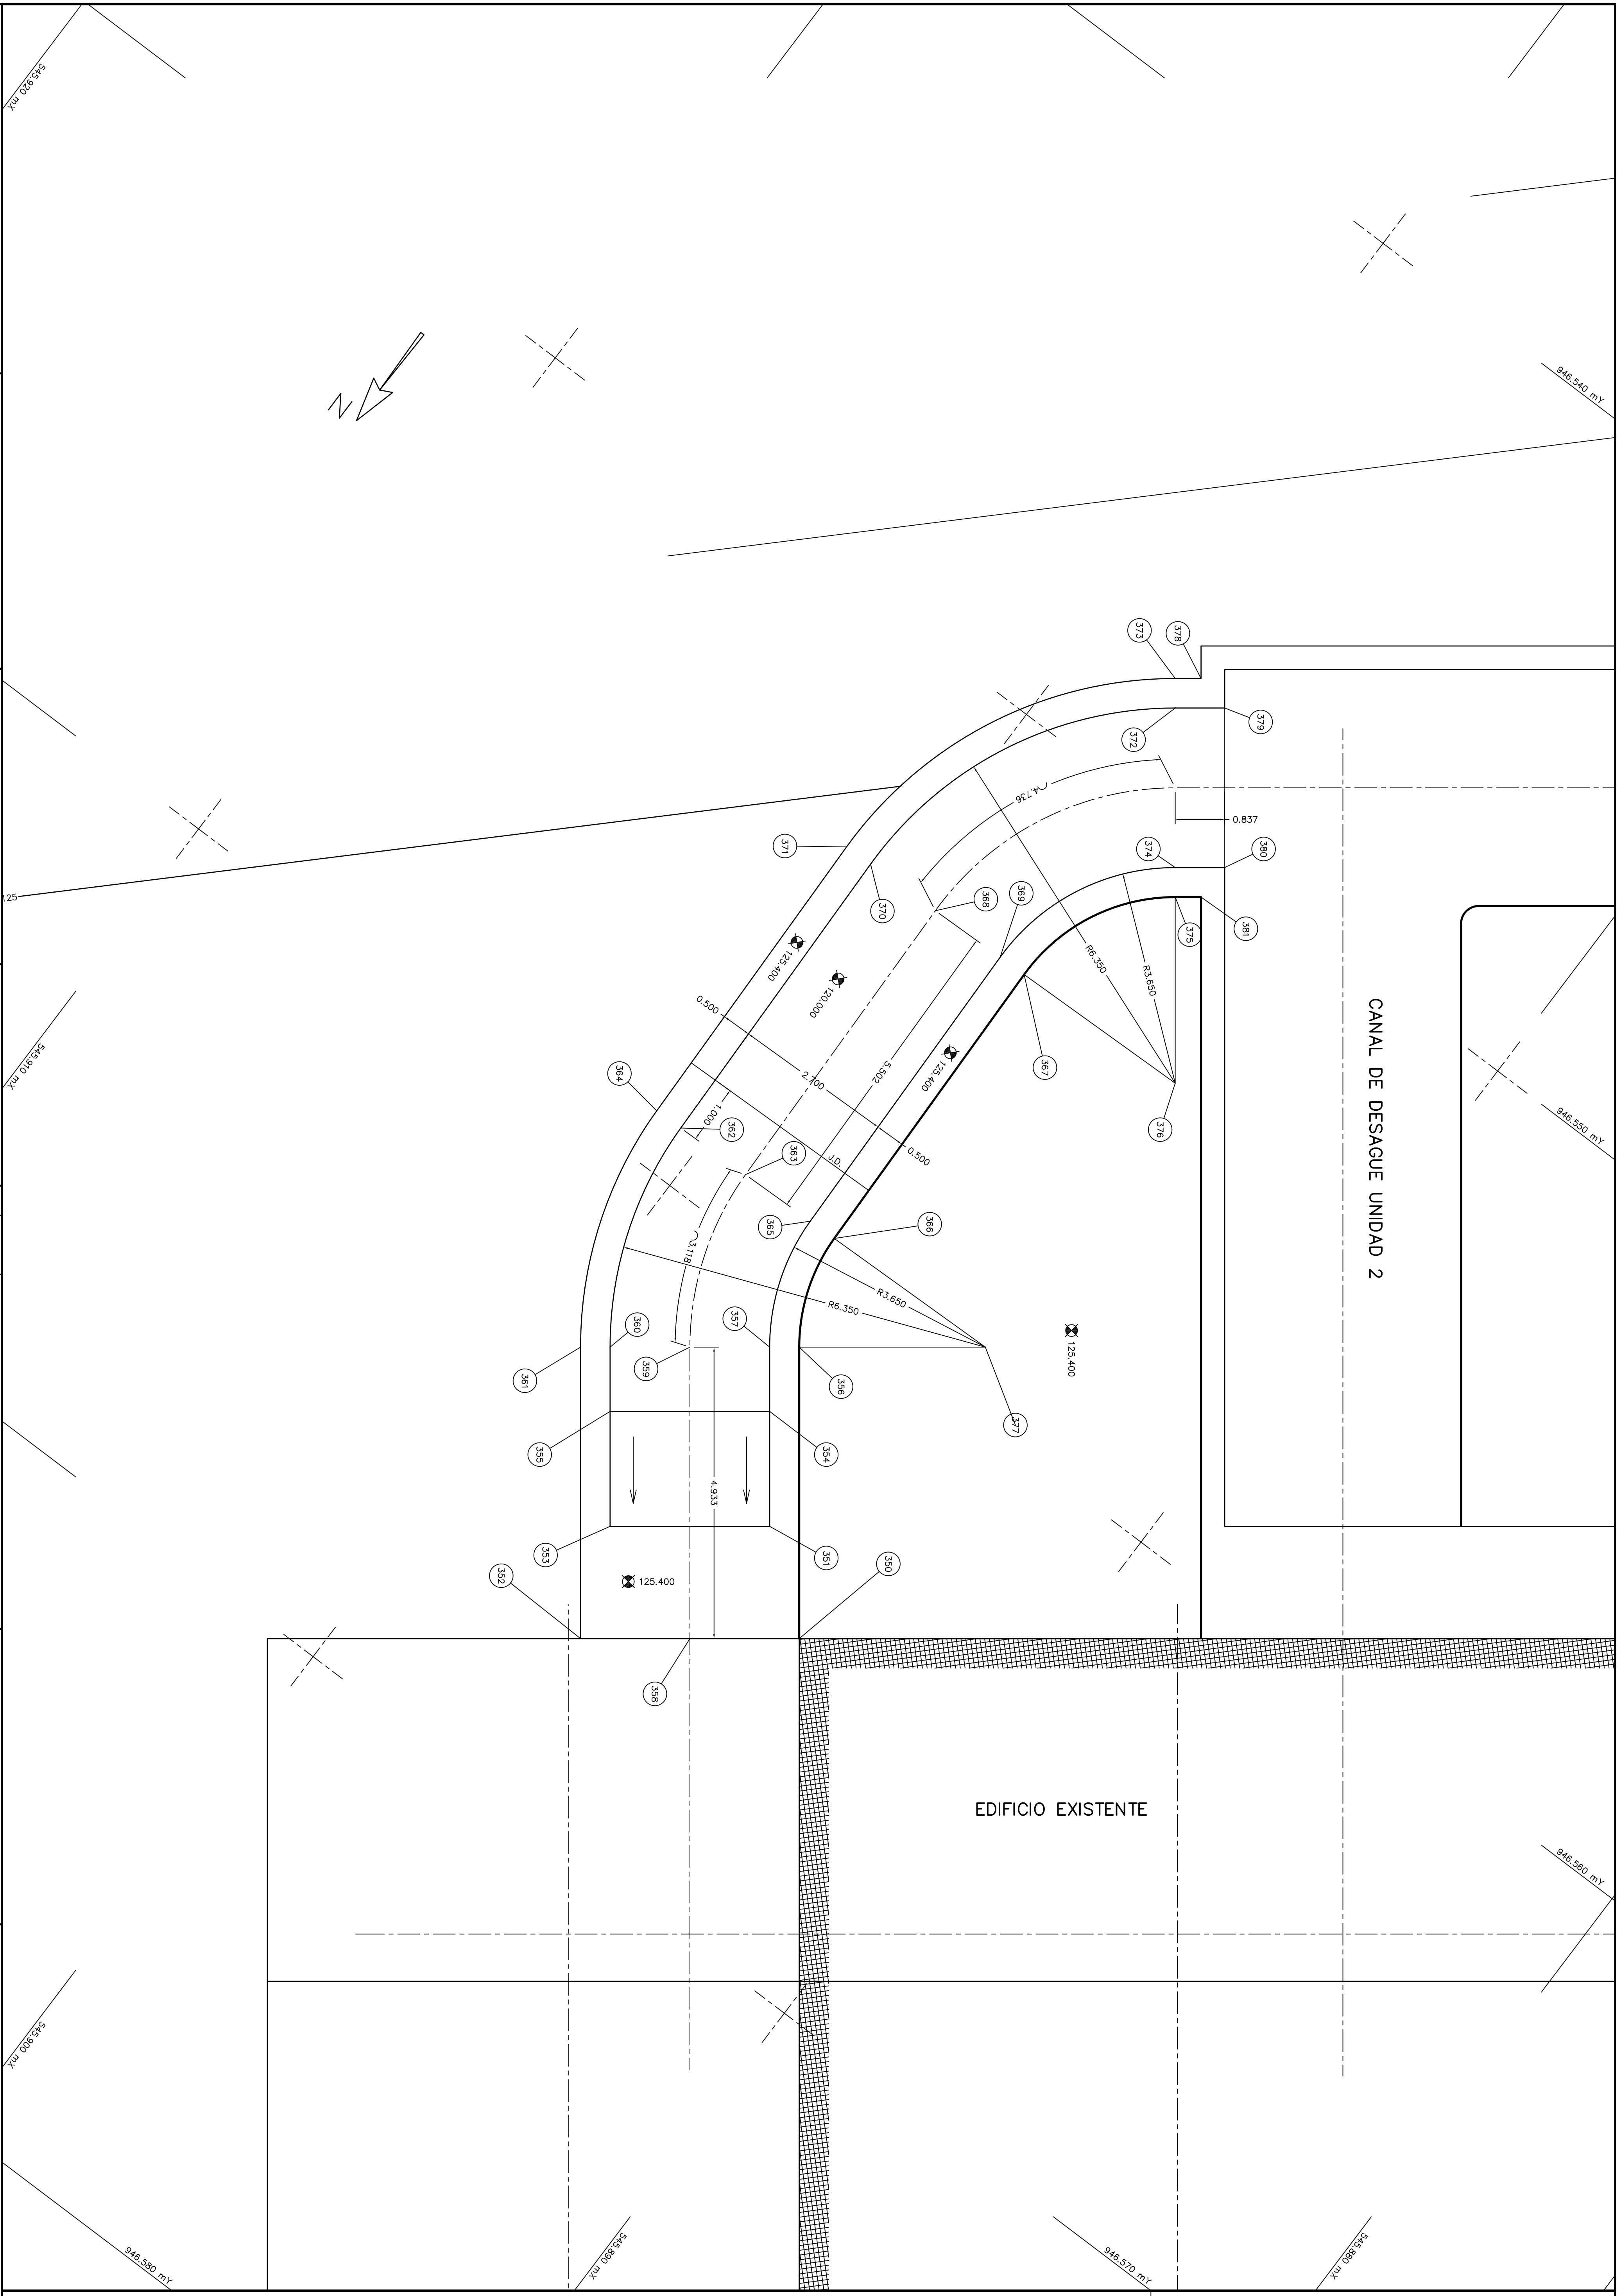 545.920 mX
946.540 mY
N
373
378
379
372
4.736
0.837
371
374
380
125
370
368
369
375
381
125.400
120.000
R6.350
R3.650
CANAL DE DESAGUE UNIDAD 2
0.500
125.400
5.502
367
545.910 mX
364
2.700
1.000
362
376
946.550 mY
363
J.D.
0.500
365
366
3.118
R3.650
R6.350
360
357
125.400
361
359
356
377
355
354
4.933
353
351
350
352
125.400
358
EDIFICIO EXISTENTE
946.560 mY
545.900 mX
946.580 mY
545.890 mX
946.570 mY
545.880 mX